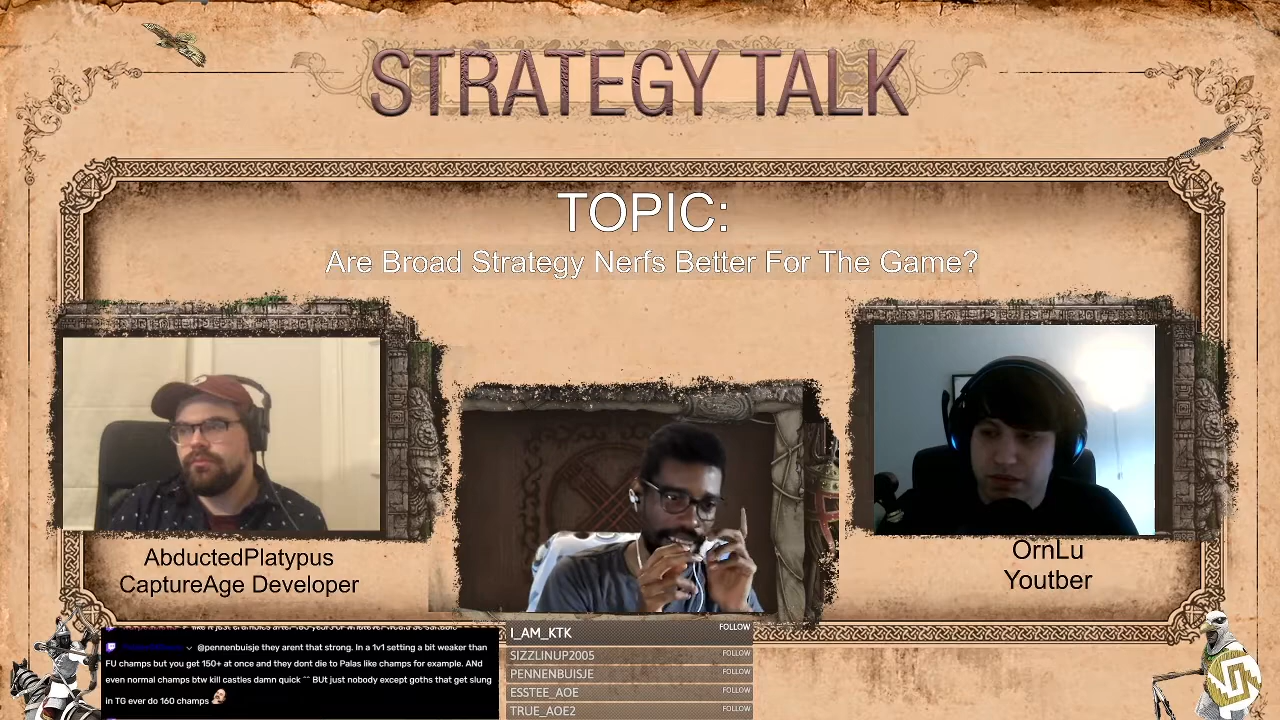 STRATEGY TALK
TOPIC:
Are Broad Strategy Nerfs Better For The Game?
AbductedPlatypus
CaptureAge Developer
OrnLu
Youtber
@pennenbuisje they arent that strong. In a 1v1 setting a bit weaker than
FU champs but you get 150+ at once and they dont die to Palas like champs for example. ANd
even normal champs btw kill castles damn quick ^^ BUt just nobody except goths that get slung
in TG ever do 160 champs
I_AM_KTK FOLLOW
SIZZLINUP2005 FOLLOW
PENNENBUISJE FOLLOW
ESSTEE_AOE FOLLOW
TRUE_AOE2 FOLLOW